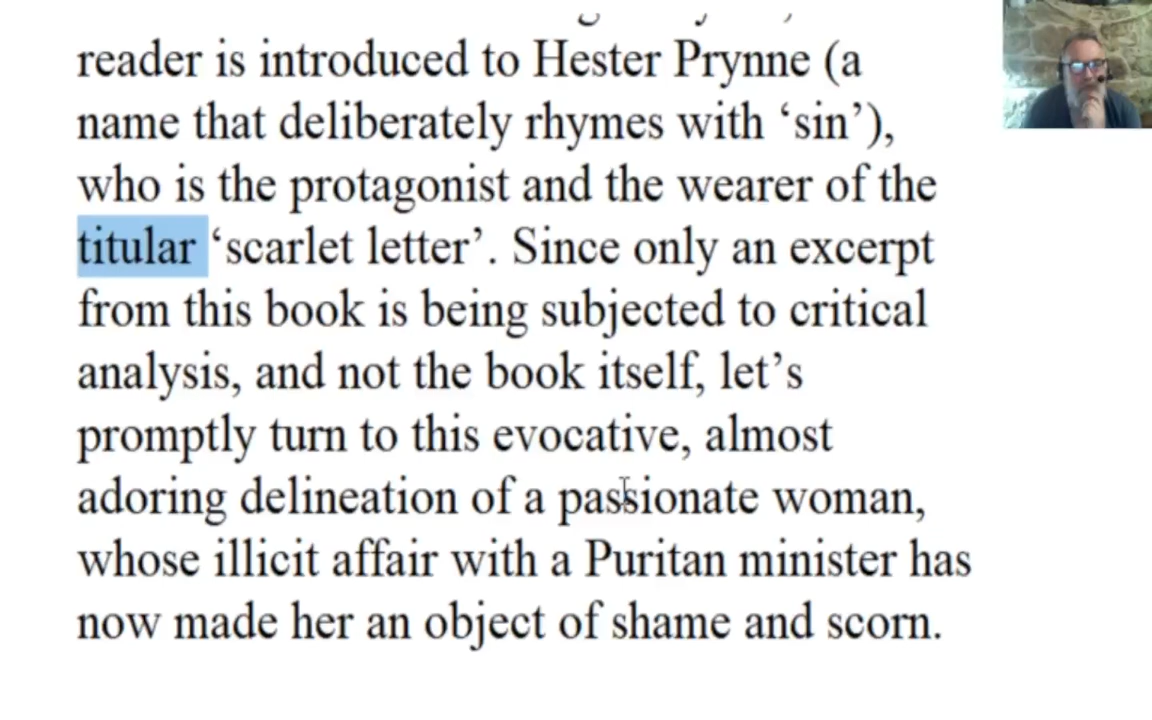 reader is introduced to Hester Prynne (a
name that deliberately rhymes with ‘sin’),
who is the protagonist and the wearer of the
titular ‘scarlet letter’. Since only an excerpt
from this book is being subjected to critical
analysis, and not the book itself, let’s
promptly turn to this evocative, almost
adoring delineation of a passionate woman,
whose illicit affair with a Puritan minister has
now made her an object of shame and scorn.